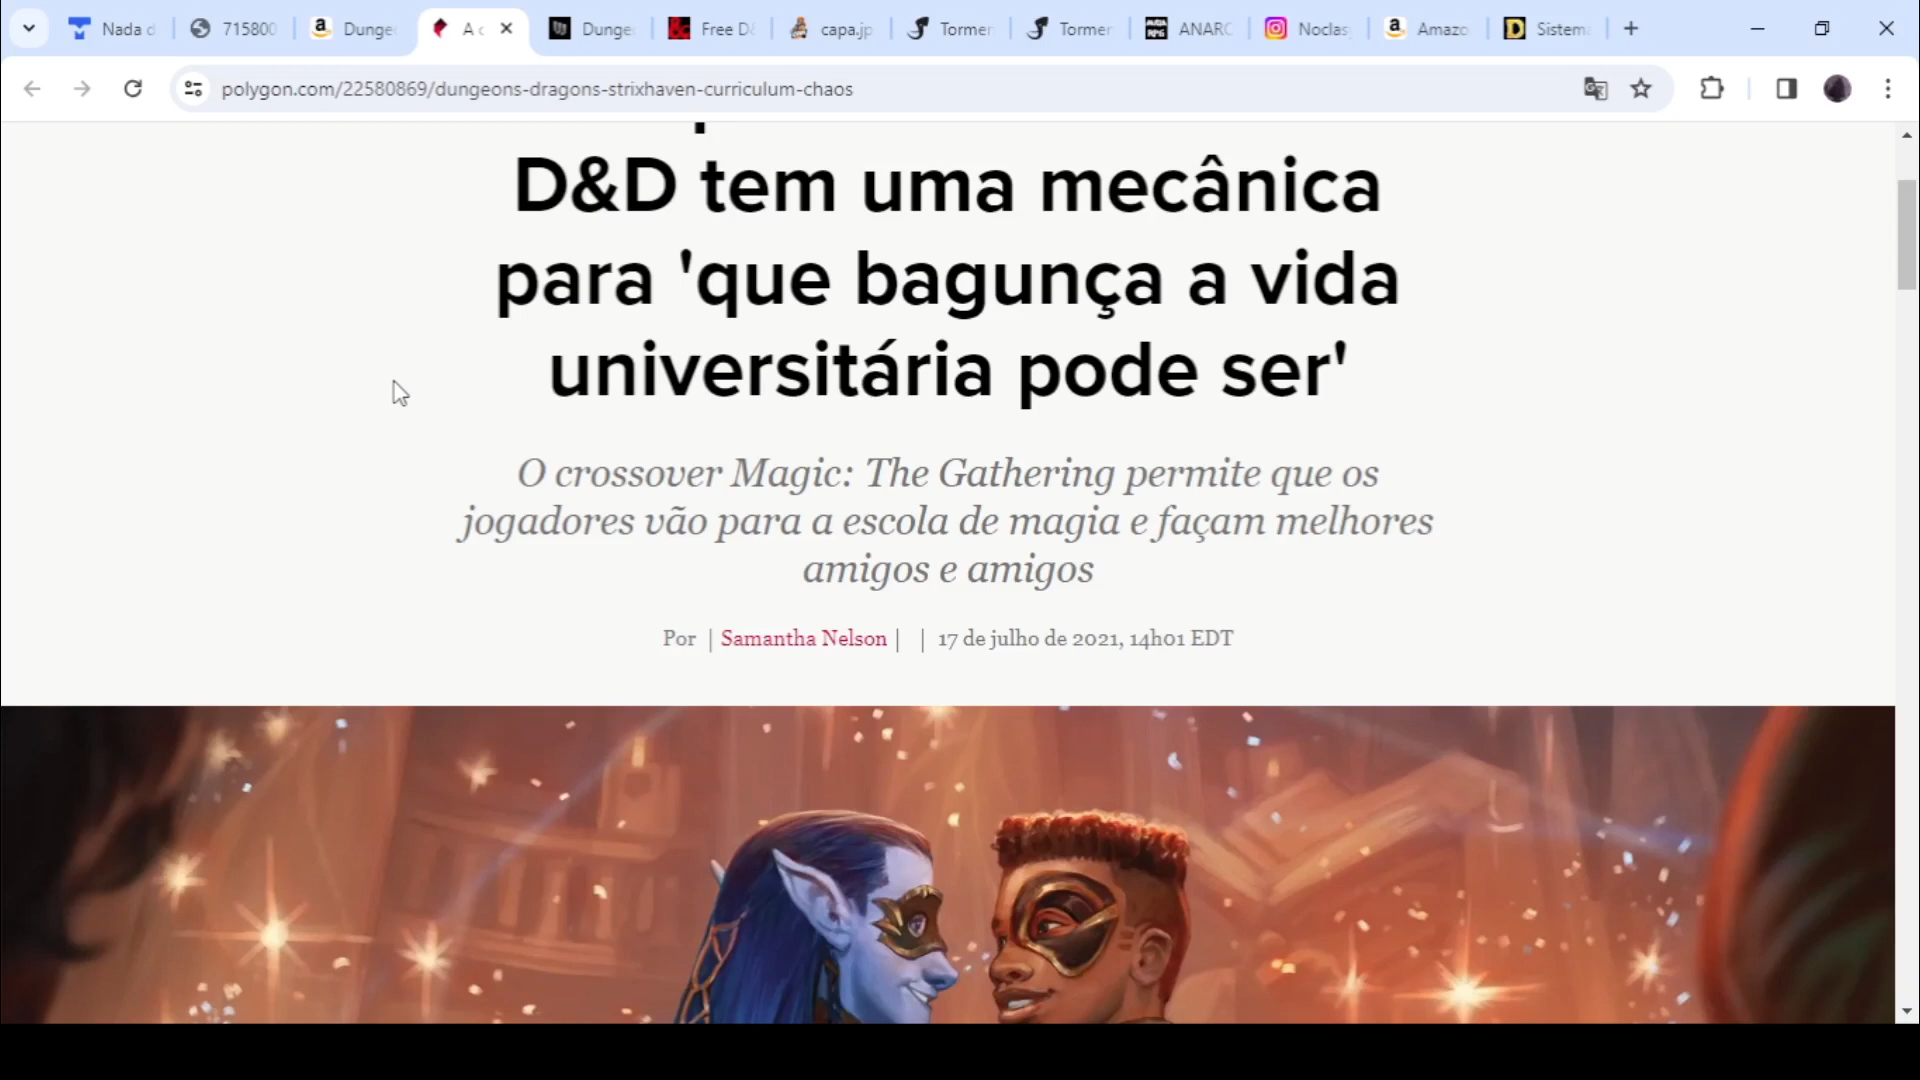 Nada d
715800
Dunge
A c
Dunge
Free D&
capa.jp
Tormer
Tormer
ANARC
Noclas
Amazo
Sistem
polygon.com/22580869/dungeons-dragons-strixhaven-curriculum-chaos
D&D tem uma mecânica
para 'que bagunça a vida
universitária pode ser'
O crossover Magic: The Gathering permite que os
jogadores vão para a escola de magia e façam melhores
amigos e amigos
Por | Samantha Nelson | | 17 de julho de 2021, 14h01 EDT